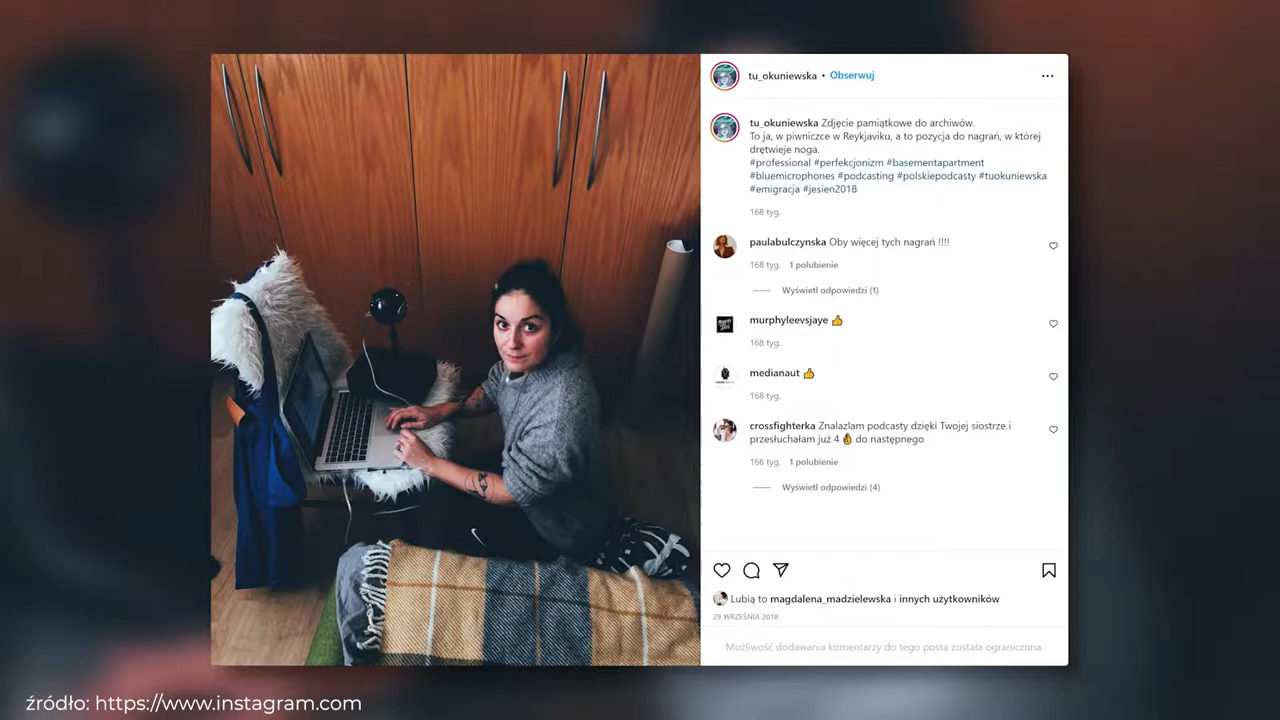 tu_okuniewska • Obserwuj
tu_okuniewska Zdjęcie pamiątkowe do archiwów.
To ja, w piwniczce w Reykjaviku, a to pozycja do nagrań, w której
drętwieje noga.
#professional #perfekcjonizm #basementapartment
#bluemicrophones #podcasting #polskiepodcasty #tuokuniewska
#emigracja #jesien2018
168 tyg.
paulabulczynska Oby więcej tych nagrań !!!!
168 tyg. 1 polubienie
Wyświetl odpowiedzi (1)
murphyleevsjaye 👍
168 tyg.
medianaut 👍
168 tyg.
crossfighterka Znalazlam podcasty dzięki Twojej siostrze i
przesłuchałam już 4 👌 do następnego
166 tyg. 1 polubienie
Wyświetl odpowiedzi (4)
Lubią to magdalena_madzielewska i innych użytkowników
29 WRZEŚNIA 2018
Możliwość dodawania komentarzy do tego posta została ograniczona.
źródło: https://www.instagram.com